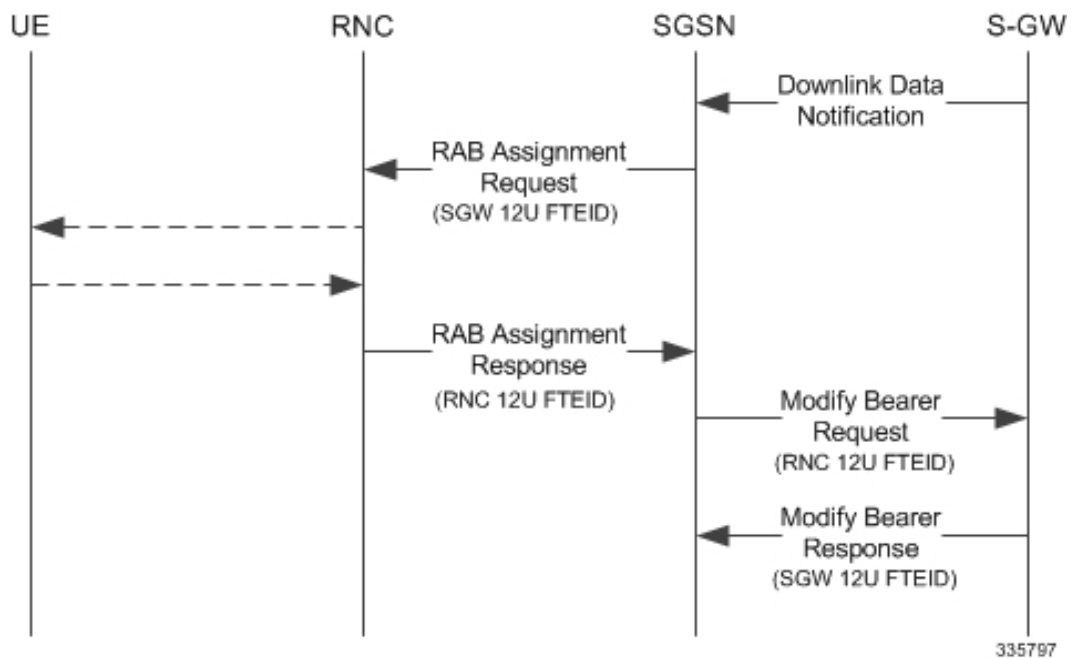 UE RNC SGSN S-GW
Downlink Data
Notification
RAB Assignment
Request
(SGW 12U FTEID)
RAB Assignment
Response
(RNC 12U FTEID)
Modify Bearer
Request
(RNC 12U FTEID)
Modify Bearer
Response
(SGW 12U FTEID)
335797